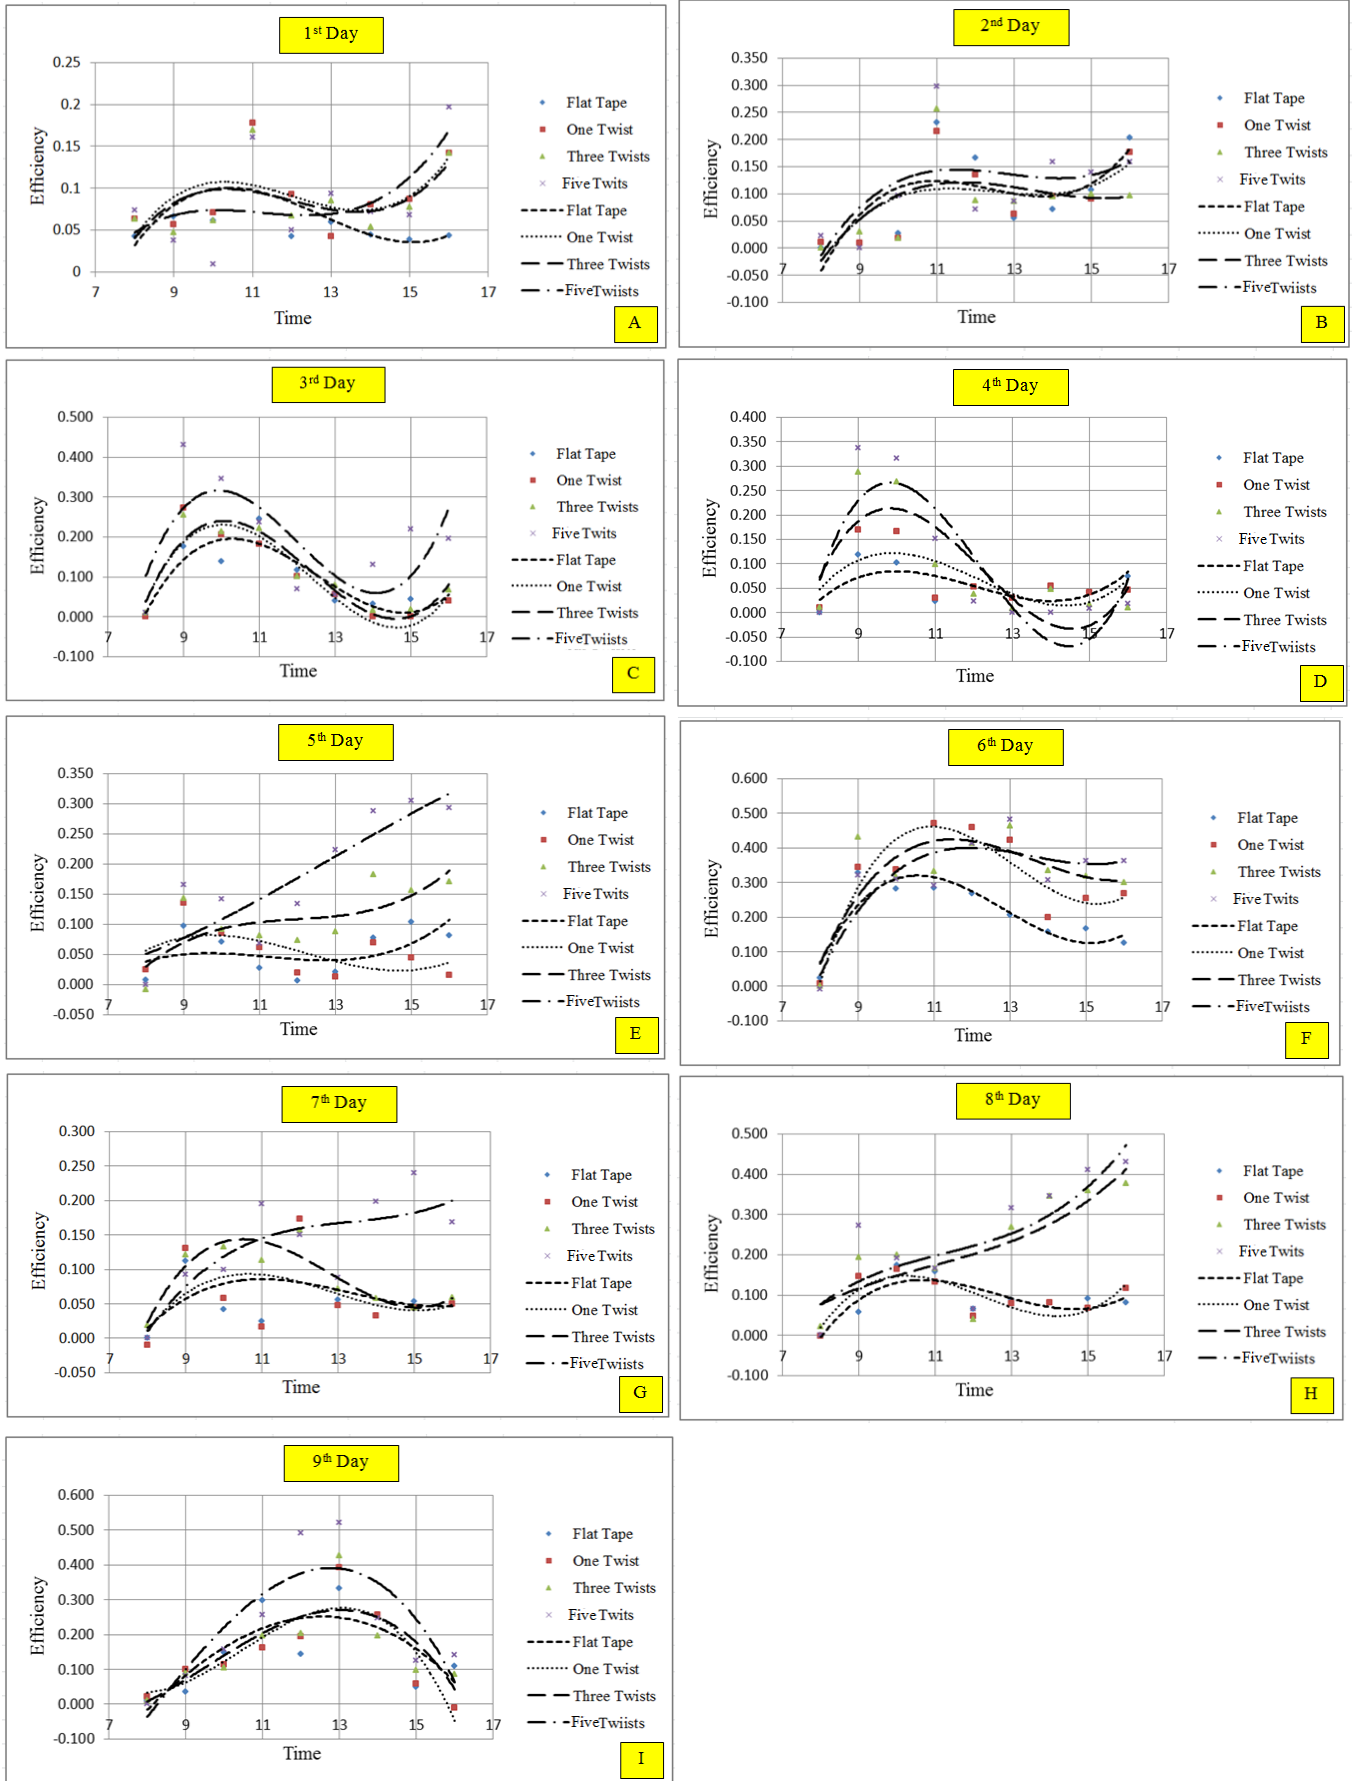 1st Day
0.25
0.2
0.15
0.1
0.05
0
7 9 11 13 15 17
Efficiency
Time
Flat Tape
One Twist
Three Twists
Five Twits
Flat Tape
One Twist
Three Twists
FiveTwiists
A
2nd Day
0.350
0.300
0.250
0.200
0.150
0.100
0.050
0.000
-0.050
-0.100
7 9 11 13 15 17
Efficiency
Time
Flat Tape
One Twist
Three Twists
Five Twits
Flat Tape
One Twist
Three Twists
FiveTwiists
B
3rd Day
0.500
0.400
0.300
0.200
0.100
0.000
-0.100
7 9 11 13 15 17
Efficiency
Time
Flat Tape
One Twist
Three Twists
Five Twits
Flat Tape
One Twist
Three Twists
FiveTwiists
C
4th Day
0.400
0.350
0.300
0.250
0.200
0.150
0.100
0.050
0.000
-0.050
-0.100
7 9 11 13 15 17
Efficiency
Time
Flat Tape
One Twist
Three Twists
Five Twits
Flat Tape
One Twist
Three Twists
FiveTwiists
D
5th Day
0.350
0.300
0.250
0.200
0.150
0.100
0.050
0.000
-0.050
7 9 11 13 15 17
Efficiency
Time
Flat Tape
One Twist
Three Twists
Five Twits
Flat Tape
One Twist
Three Twists
FiveTwiists
E
6th Day
0.600
0.500
0.400
0.300
0.200
0.100
0.000
-0.100
7 9 11 13 15 17
Efficiency
Time
Flat Tape
One Twist
Three Twists
Five Twits
Flat Tape
One Twist
Three Twists
FiveTwiists
F
7th Day
0.300
0.250
0.200
0.150
0.100
0.050
0.000
-0.050
7 9 11 13 15 17
Efficiency
Time
Flat Tape
One Twist
Three Twists
Five Twits
Flat Tape
One Twist
Three Twists
FiveTwiists
G
8th Day
0.500
0.400
0.300
0.200
0.100
0.000
-0.100
7 9 11 13 15 17
Efficiency
Time
Flat Tape
One Twist
Three Twists
Five Twits
Flat Tape
One Twist
Three Twists
FiveTwiists
H
9th Day
0.600
0.500
0.400
0.300
0.200
0.100
0.000
-0.100
7 9 11 13 15 17
Efficiency
Time
Flat Tape
One Twist
Three Twists
Five Twits
Flat Tape
One Twist
Three Twists
FiveTwiists
I